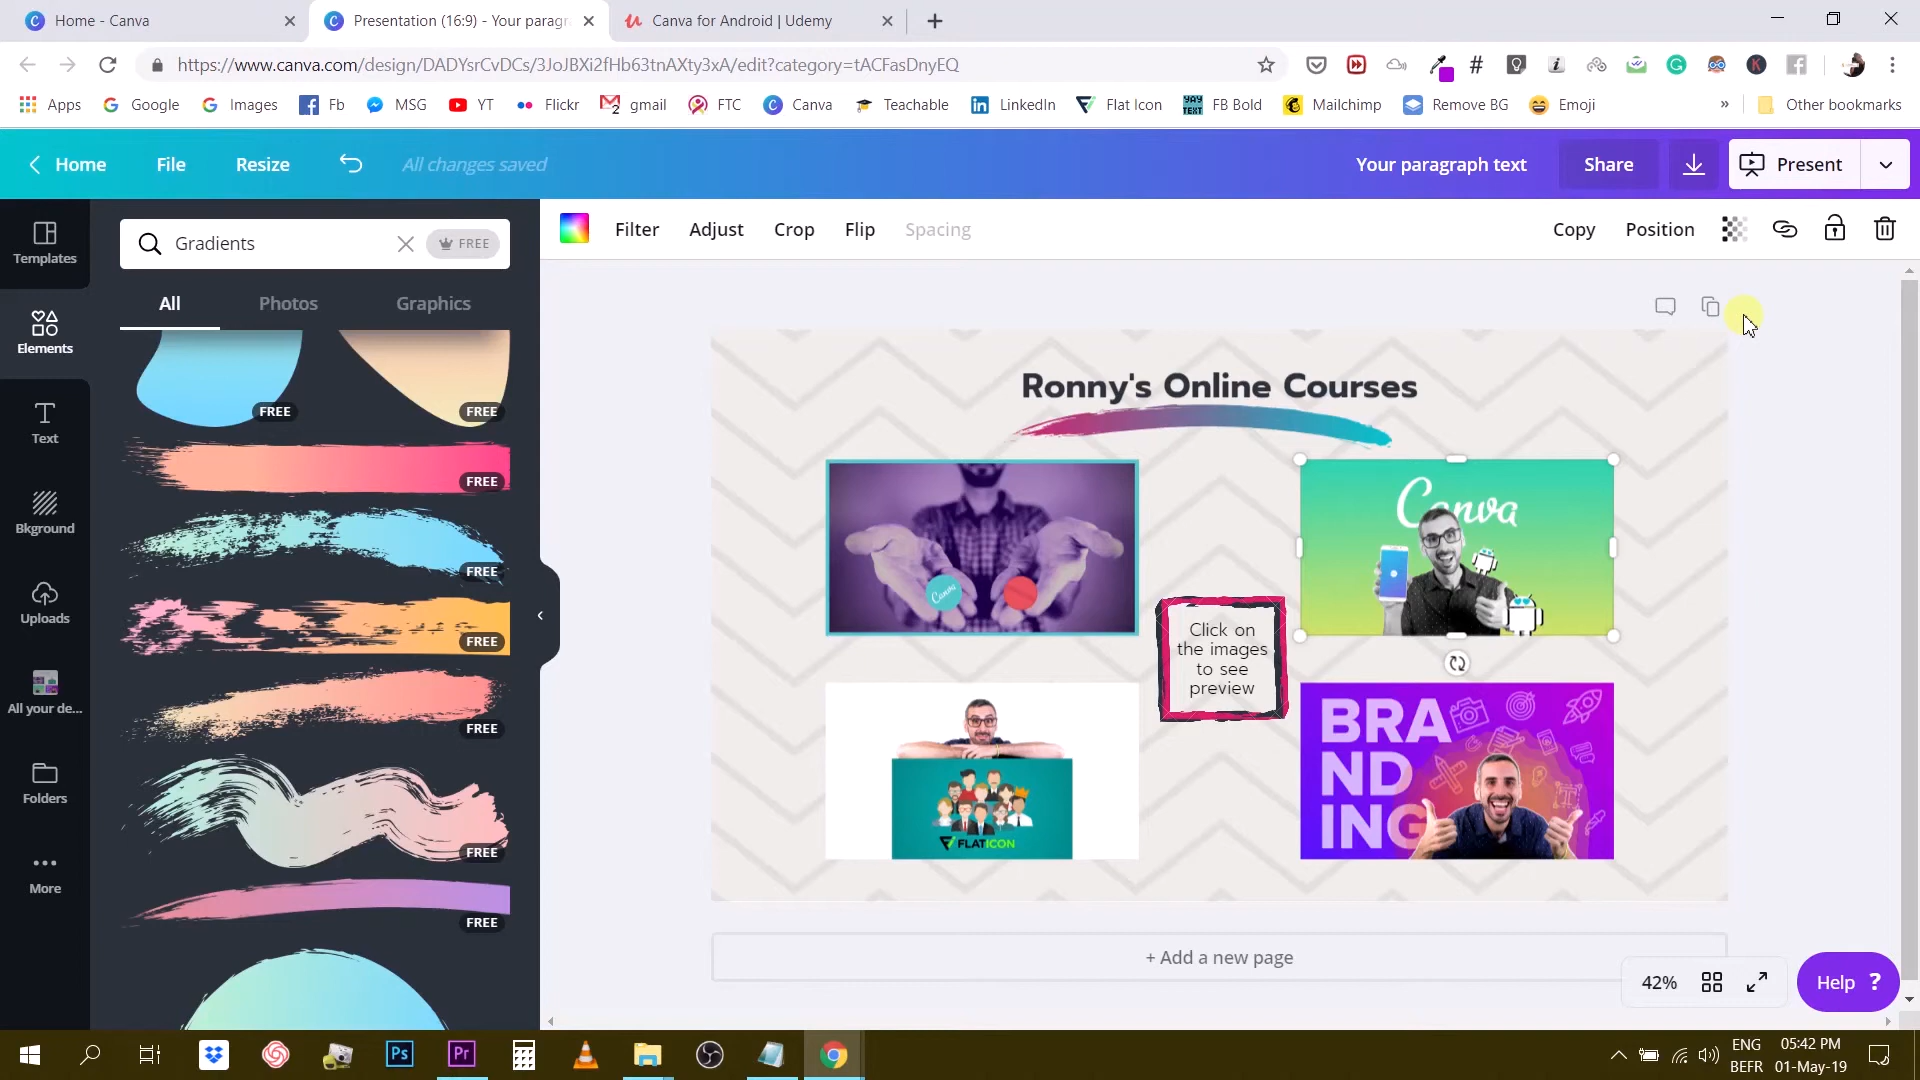 Home - Canva
Presentation (16:9) - Your paragr
Canva for Android | Udemy
https://www.canva.com/design/DADYsrCvDCs/3JoJBXi2fHb63tnAXty3xA/edit?category=tACFasDnyEQ
Apps
Google
Images
Fb
MSG
YT
Flickr
gmail
FTC
Canva
Teachable
LinkedIn
Flat Icon
FB Bold
Mailchimp
Remove BG
Emoji
»
Other bookmarks
Home
File
Resize
All changes saved
Your paragraph text
Share
Present
Templates
Elements
Text
Bkground
Uploads
All your de...
Folders
More
Gradients
FREE
All
Photos
Graphics
FREE
FREE
FREE
FREE
FREE
FREE
FREE
FREE
Filter
Adjust
Crop
Flip
Spacing
Copy
Position
Ronny's Online Courses
Canva
Canva
Click on
the images
to see
preview
FLATICON
BRA
ND
ING
+ Add a new page
42%
Help ?
Ps
Pr
ENG
BEFR
05:42 PM
01-May-19